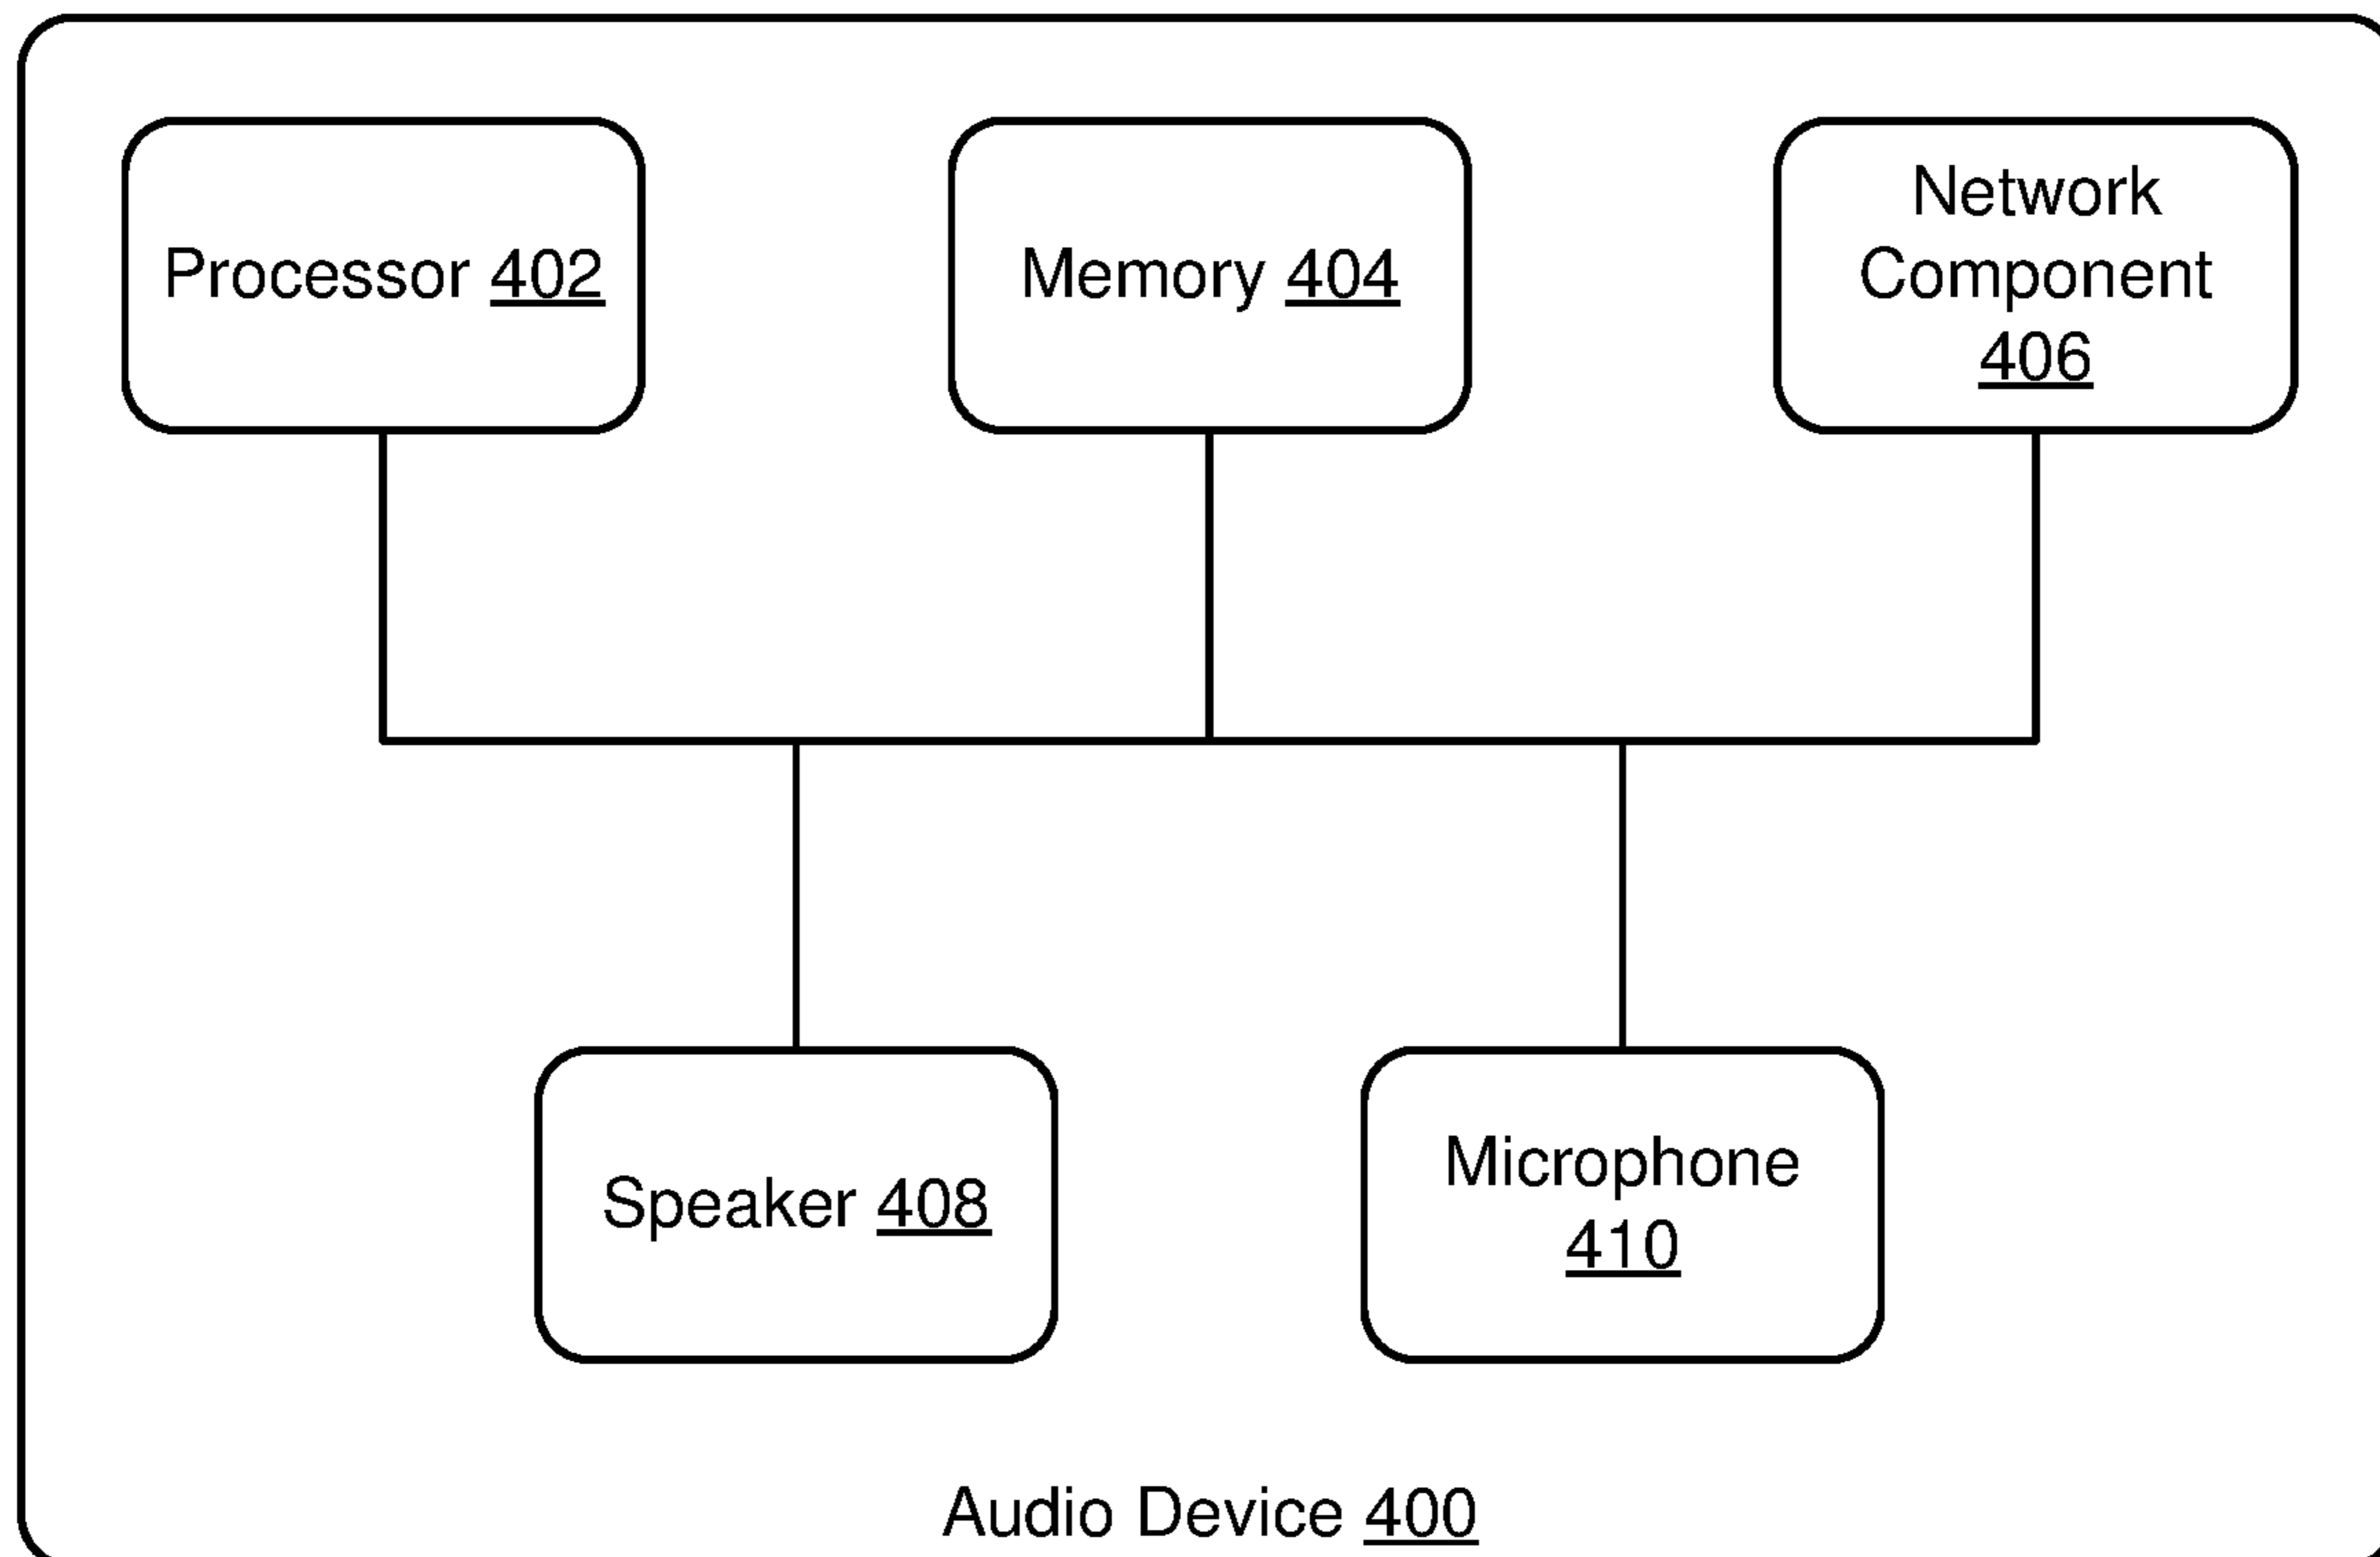 Processor 402
Memory 404
Network
Component
406
Speaker 408
Microphone
410
Audio Device 400